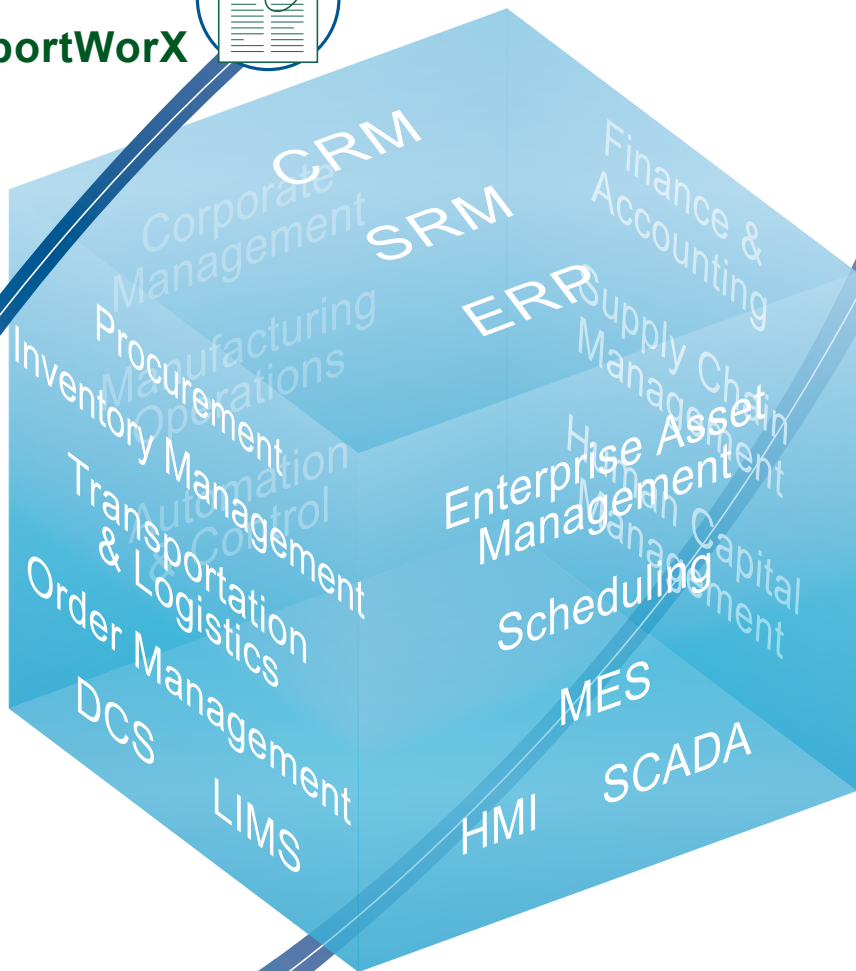 portWorX
CRM
SRM
ERP
Corporate
Management
Manufacturing
Operations
Automation
& Control
Finance &
Accounting
Supply Chain
Management
Human Capital
Management
Procurement
Inventory Management
Transportation
& Logistics
Order Management
DCS
LIMS
Enterprise Asset
Management
Scheduling
MES
SCADA
HMI